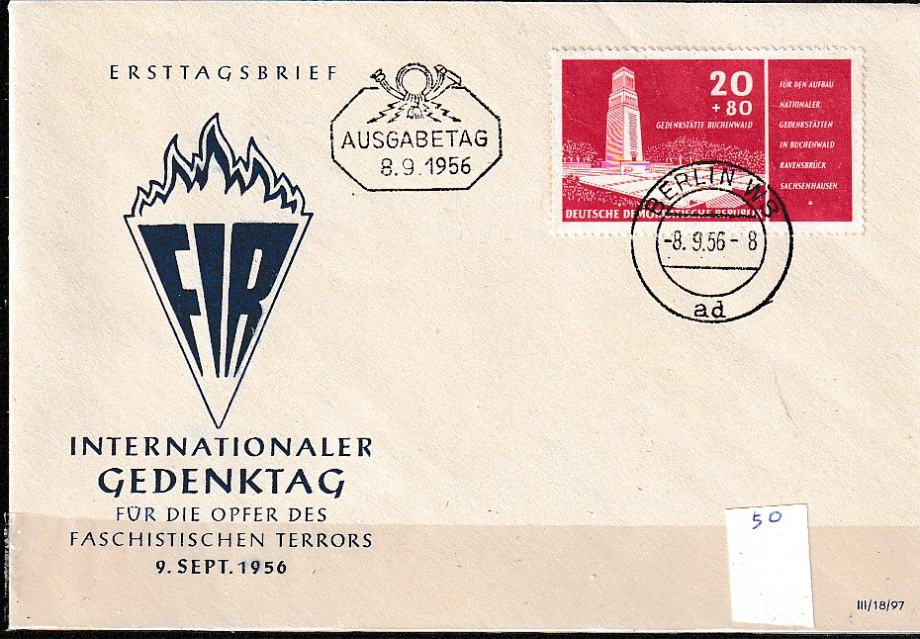 ERSTTAGSBRIEF
AUSGABETAG
8.9.1956
20
+80
GEDENKSTÄTTE BUCHENWALD
DEUTSCHE DEMOKRATISCHE REPUBLIK
FÜR DEN AUFBAU
NATIONALER
GEDENKSTÄTTEN
IN BUCHENWALD
RAVENSBRÜCK
SACHSENHAUSEN
BERLIN W8
-8.9.56-8
ad
FIR
INTERNATIONALER
GEDENKTAG
FÜR DIE OPFER DES
FASCHISTISCHEN TERRORS
9. SEPT. 1956
50
III/18/97